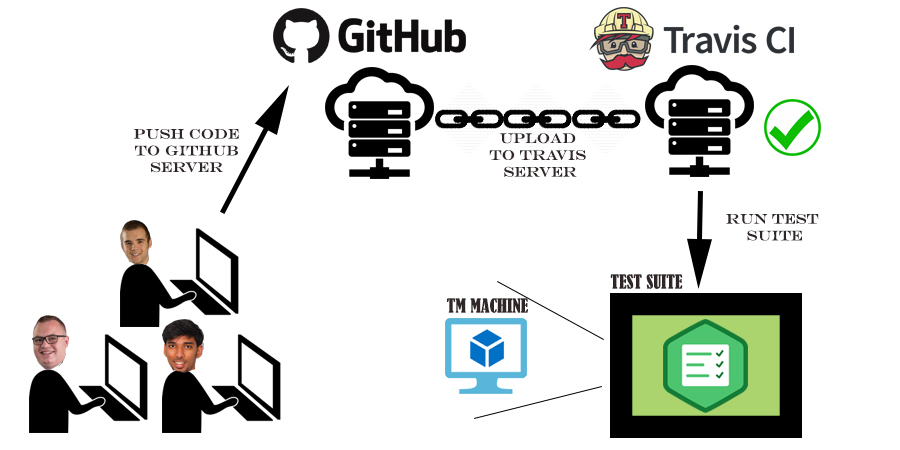 GitHub
T
Travis CI
PUSH CODE
TO GITHUB
SERVER
UPLOAD
TO TRAVIS
SERVER
RUN TEST
SUITE
TEST SUITE
TM MACHINE